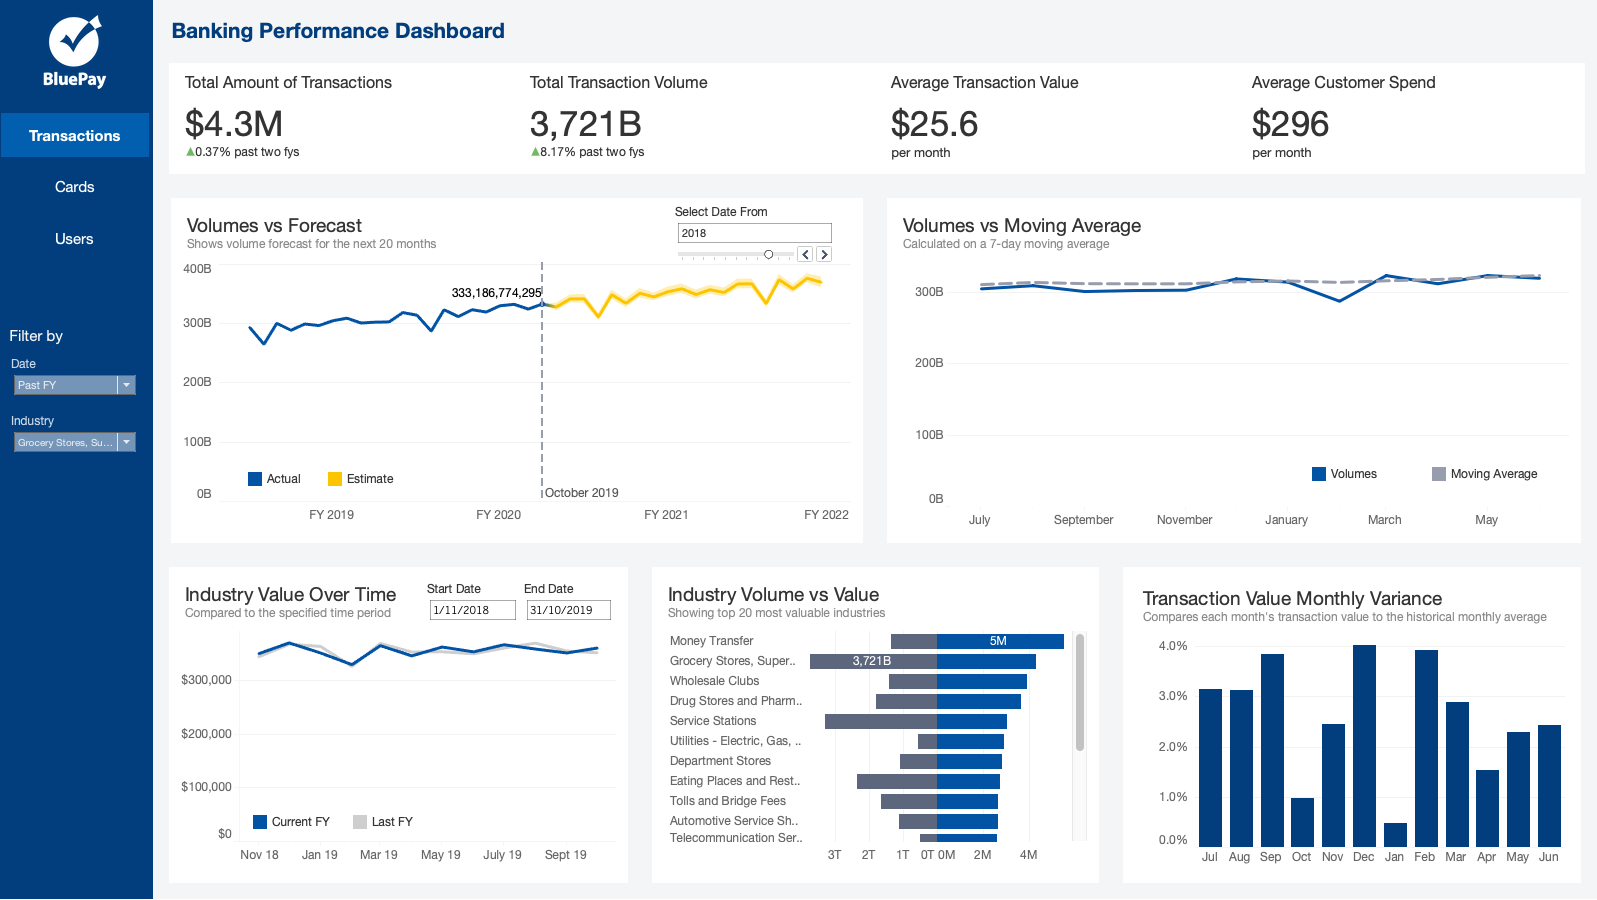 BluePay
Transactions
Cards
Users
Filter by
Date
Past FY
Industry
Grocery Stores, Su...
Banking Performance Dashboard
Total Amount of Transactions
$4.3M
▲0.37% past two fys
Total Transaction Volume
3,721B
▲8.17% past two fys
Average Transaction Value
$25.6
per month
Average Customer Spend
$296
per month
Volumes vs Forecast
Shows volume forecast for the next 20 months
Select Date From
2018
400B
300B
200B
100B
0B
333,186,774,295
October 2019
Actual
Estimate
FY 2019
FY 2020
FY 2021
FY 2022
Volumes vs Moving Average
Calculated on a 7-day moving average
300B
200B
100B
0B
Volumes
Moving Average
July
September
November
January
March
May
Industry Value Over Time
Compared to the specified time period
Start Date
1/11/2018
End Date
31/10/2019
$300,000
$200,000
$100,000
$0
Current FY
Last FY
Nov 18
Jan 19
Mar 19
May 19
July 19
Sept 19
Industry Volume vs Value
Showing top 20 most valuable industries
Money Transfer
5M
Grocery Stores, Super..
3,721B
Wholesale Clubs
Drug Stores and Pharm..
Service Stations
Utilities - Electric, Gas, ..
Department Stores
Eating Places and Rest..
Tolls and Bridge Fees
Automotive Service Sh..
Telecommunication Ser..
3T
2T
1T
0T
0M
2M
4M
Transaction Value Monthly Variance
Compares each month's transaction value to the historical monthly average
4.0%
3.0%
2.0%
1.0%
0.0%
Jul
Aug
Sep
Oct
Nov
Dec
Jan
Feb
Mar
Apr
May
Jun